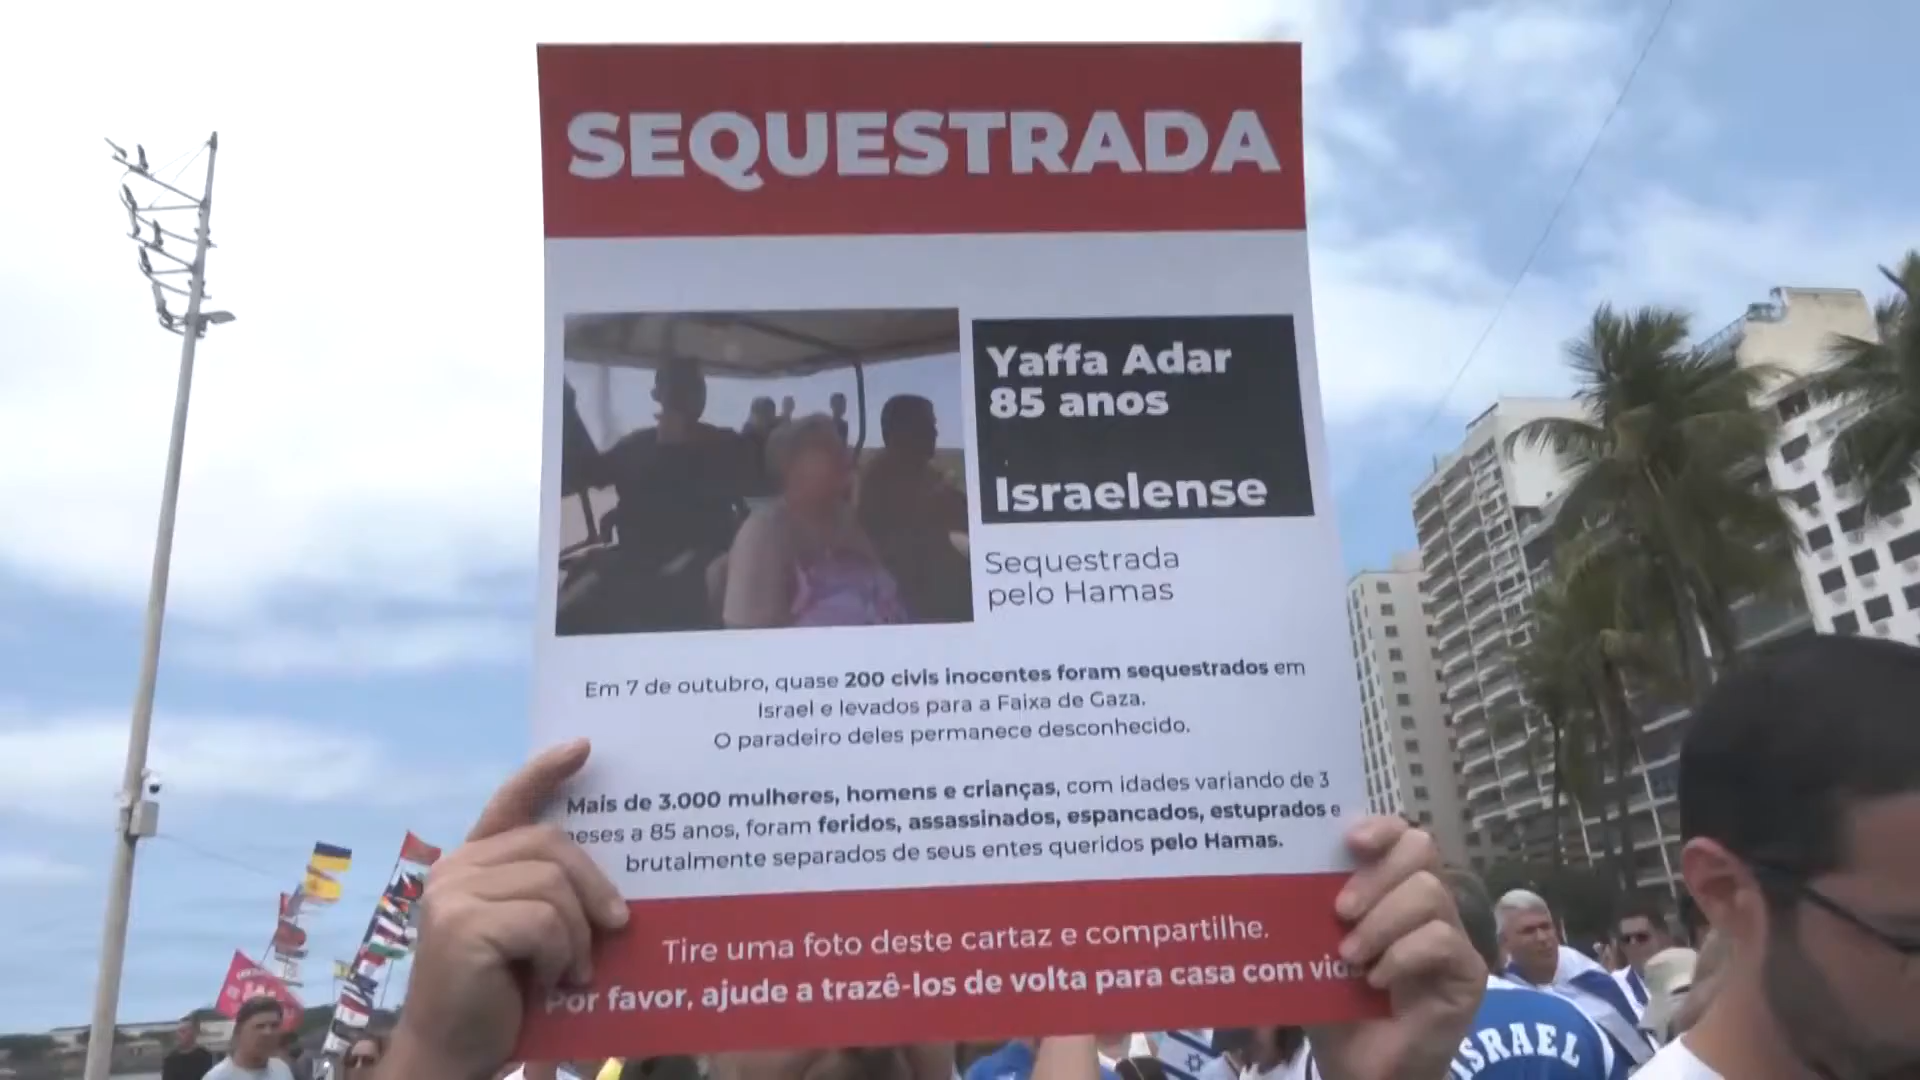 SEQUESTRADA
Yaffa Adar
85 anos
Israelense
Sequestrada
pelo Hamas
Em 7 de outubro, quase 200 civis inocentes foram sequestrados em
Israel e levados para a Faixa de Gaza.
O paradeiro deles permanece desconhecido.
Mais de 3.000 mulheres, homens e crianças, com idades variando de 3
eses a 85 anos, foram feridos, assassinados, espancados, estuprados e
brutalmente separados de seus entes queridos pelo Hamas.
Tire uma foto deste cartaz e compartilhe.
Por favor, ajude a trazê-los de volta para casa com vid
ISRAEL